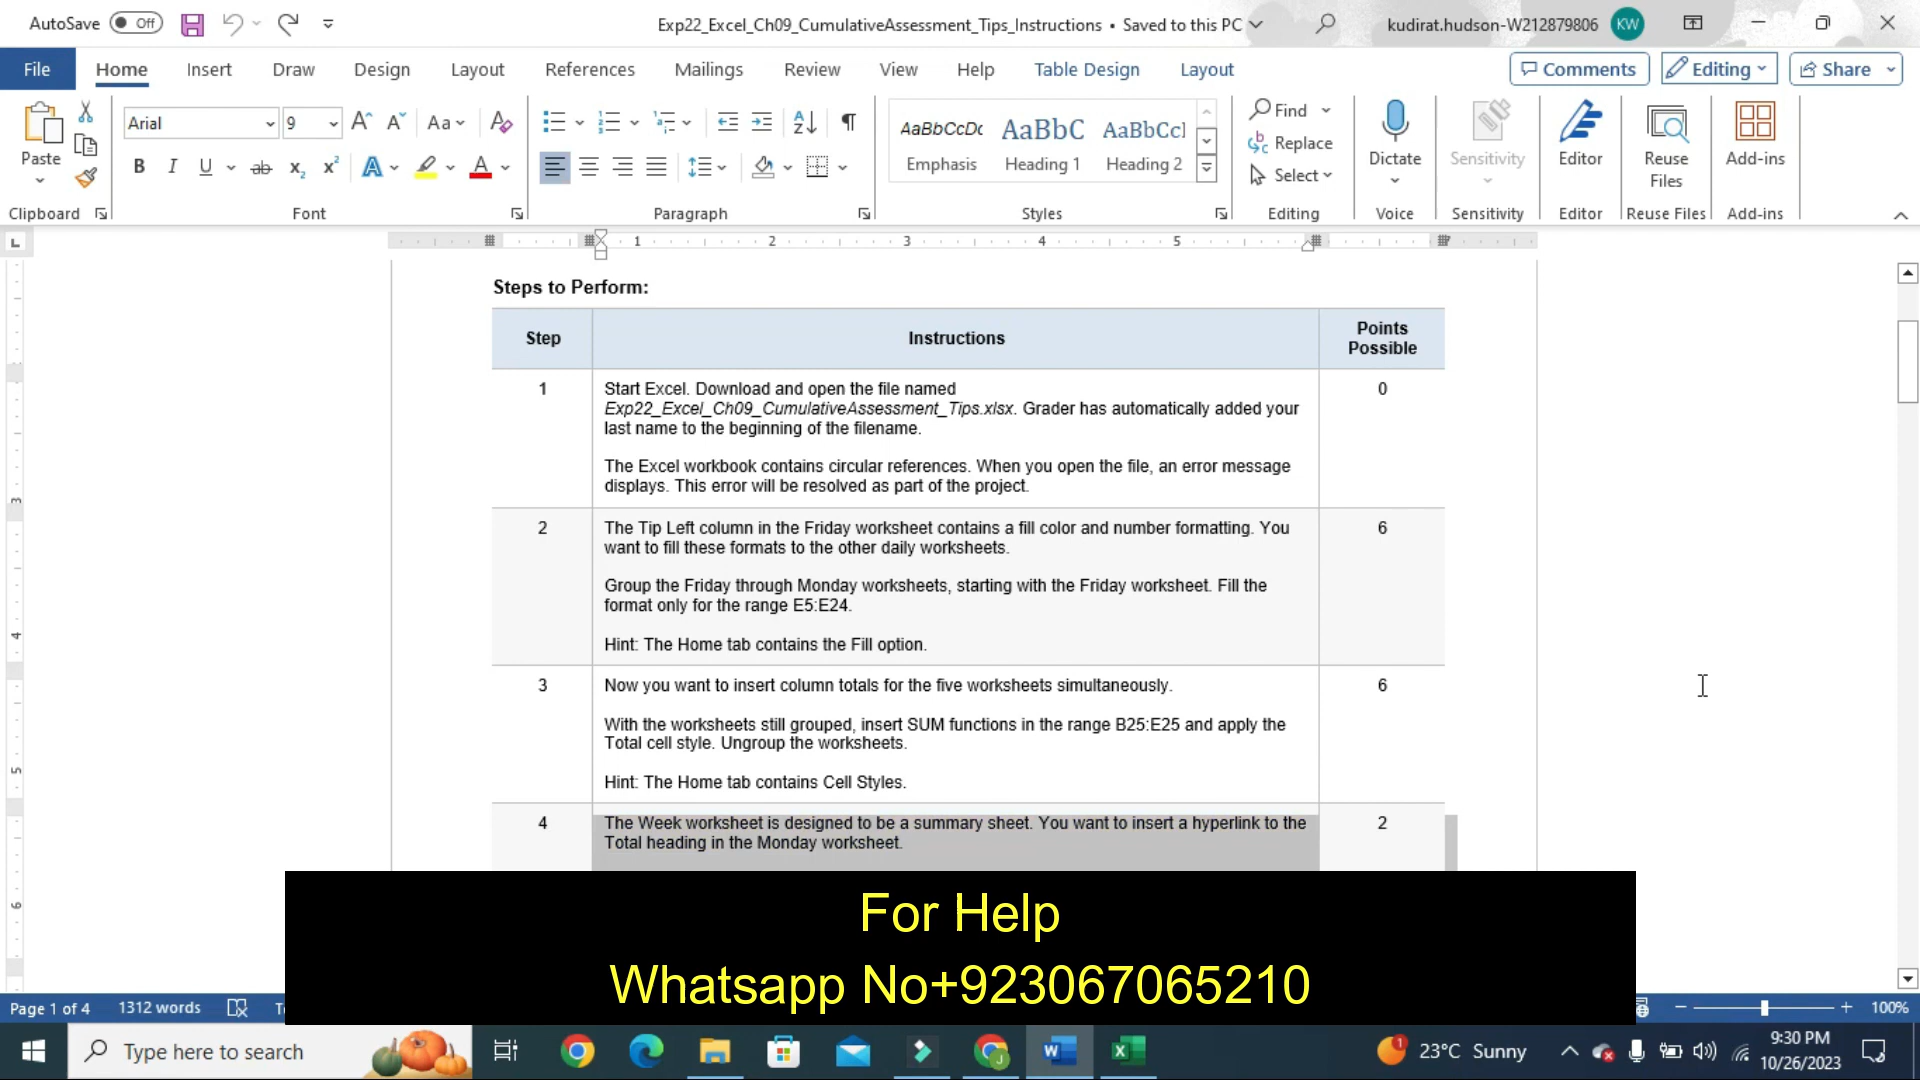 AutoSave Off
Exp22_Excel_Ch09_CumulativeAssessment_Tips_Instructions • Saved to this PC
kudirat.hudson-W212879806 KW
File Home Insert Draw Design Layout References Mailings Review View Help Table Design Layout
Comments Editing Share
Paste
Clipboard
Arial 9
Font
Paragraph
AaBbCcDc AaBbC AaBbCcI
Emphasis Heading 1 Heading 2
Styles
Find
Replace
Select
Editing
Dictate
Voice
Sensitivity
Sensitivity
Editor
Editor
Reuse
Files
Reuse Files
Add-ins
Add-ins
1 2 3 4 5
3
4
5
6
Steps to Perform:
Step Instructions Points
Possible
1 Start Excel. Download and open the file named 0
Exp22_Excel_Ch09_CumulativeAssessment_Tips.xlsx. Grader has automatically added your
last name to the beginning of the filename.
The Excel workbook contains circular references. When you open the file, an error message
displays. This error will be resolved as part of the project.
2 The Tip Left column in the Friday worksheet contains a fill color and number formatting. You 6
want to fill these formats to the other daily worksheets.
Group the Friday through Monday worksheets, starting with the Friday worksheet. Fill the
format only for the range E5:E24.
Hint: The Home tab contains the Fill option.
3 Now you want to insert column totals for the five worksheets simultaneously. 6
With the worksheets still grouped, insert SUM functions in the range B25:E25 and apply the
Total cell style. Ungroup the worksheets.
Hint: The Home tab contains Cell Styles.
4 The Week worksheet is designed to be a summary sheet. You want to insert a hyperlink to the 2
Total heading in the Monday worksheet.
For Help
Whatsapp No+923067065210
Page 1 of 4 1312 words
100%
Type here to search
23°C Sunny
9:30 PM
10/26/2023